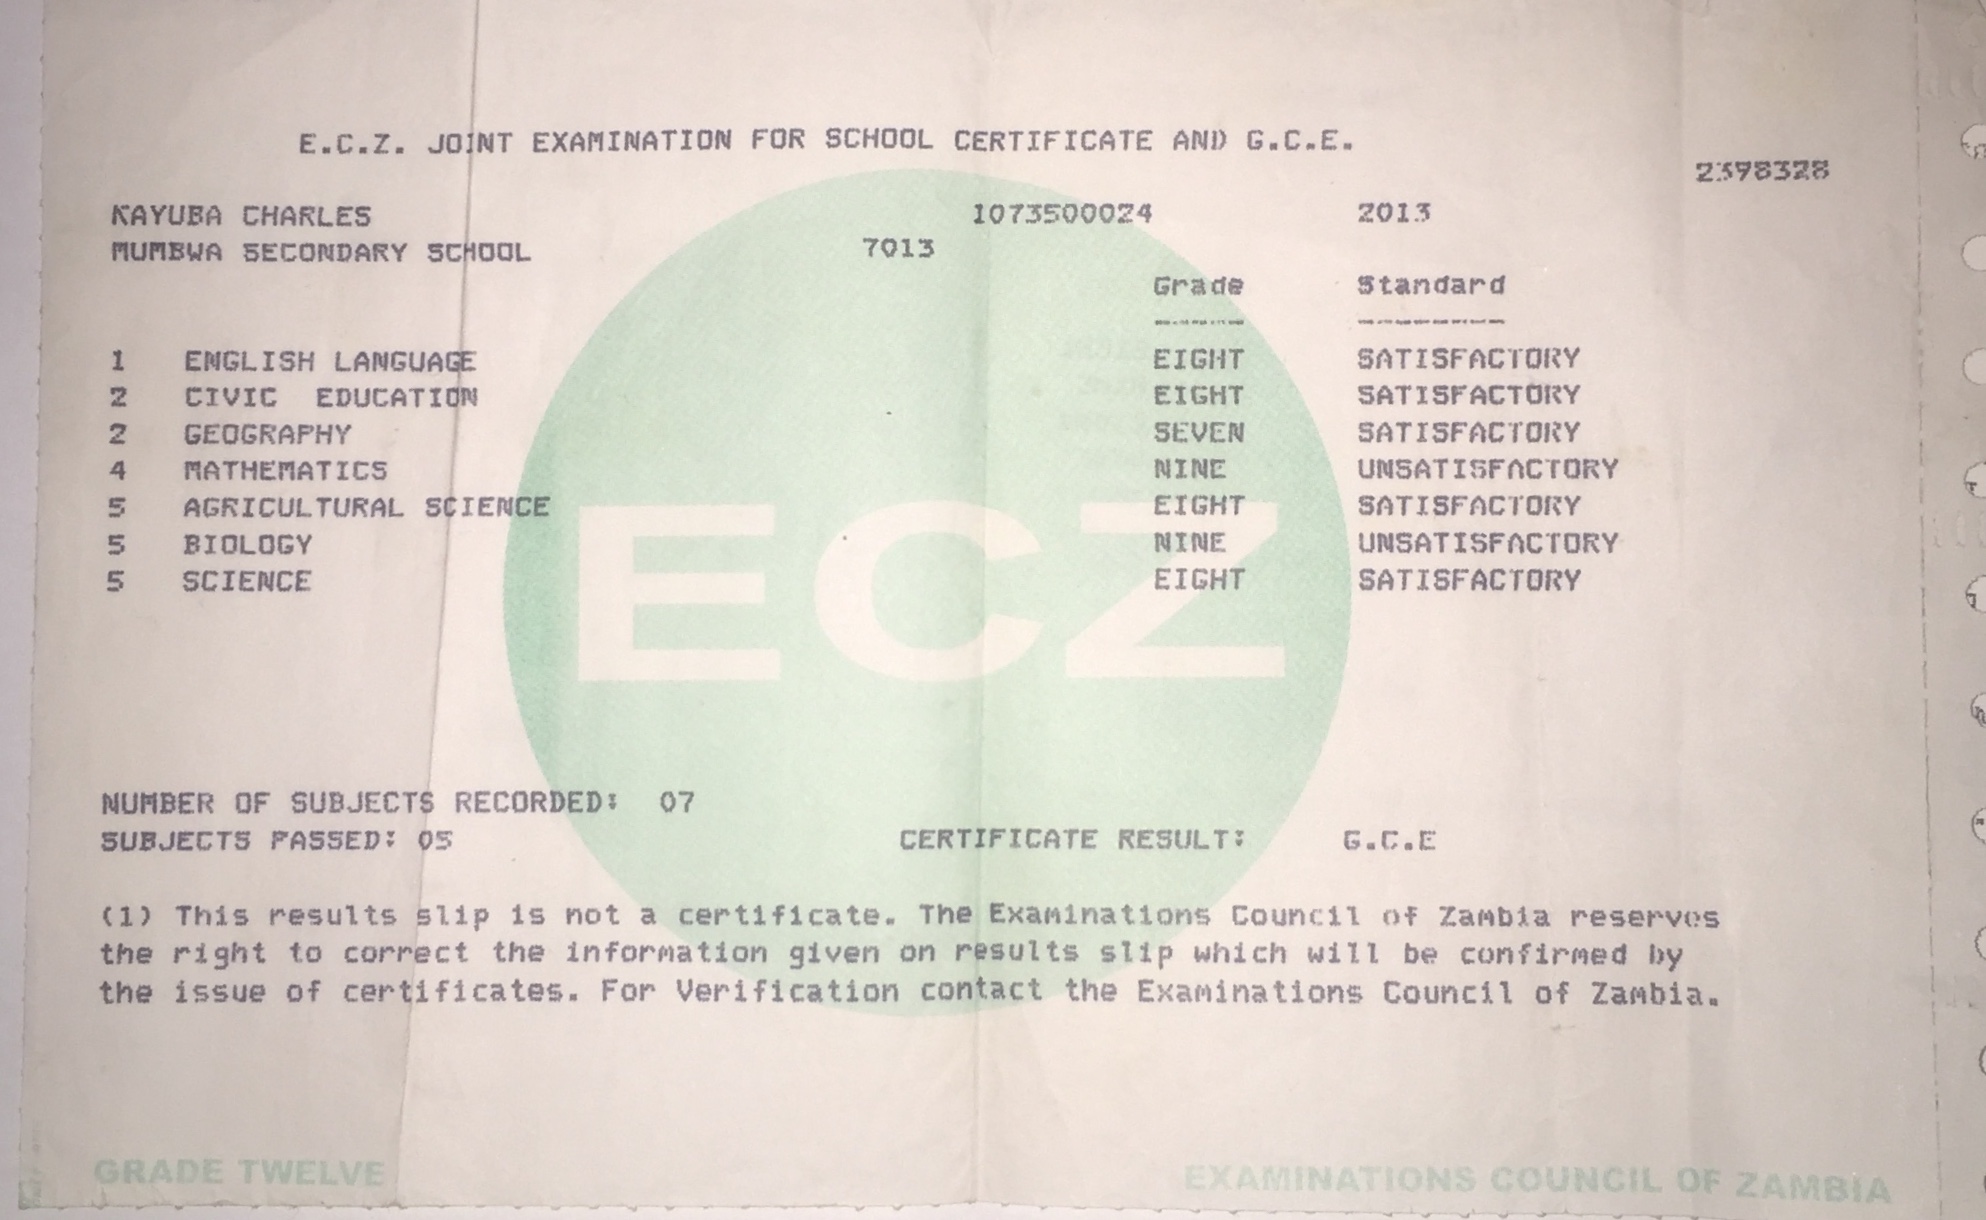 E.C.Z. JOINT EXAMINATION FOR SCHOOL CERTIFICATE AND G.C.E.
2398328
KAYUBA CHARLES 1073500024 2013
MUMBWA SECONDARY SCHOOL 7013
Grade Standard
1 ENGLISH LANGUAGE EIGHT SATISFACTORY
2 CIVIC EDUCATION EIGHT SATISFACTORY
2 GEOGRAPHY SEVEN SATISFACTORY
4 MATHEMATICS NINE UNSATISFACTORY
5 AGRICULTURAL SCIENCE EIGHT SATISFACTORY
5 BIOLOGY NINE UNSATISFACTORY
5 SCIENCE EIGHT SATISFACTORY
ECZ
NUMBER OF SUBJECTS RECORDED: 07
SUBJECTS PASSED: 05 CERTIFICATE RESULT: G.C.E
(1) This results slip is not a certificate. The Examinations Council of Zambia reserves
the right to correct the information given on results slip which will be confirmed by
the issue of certificates. For Verification contact the Examinations Council of Zambia.
GRADE TWELVE EXAMINATIONS COUNCIL OF ZAMBIA